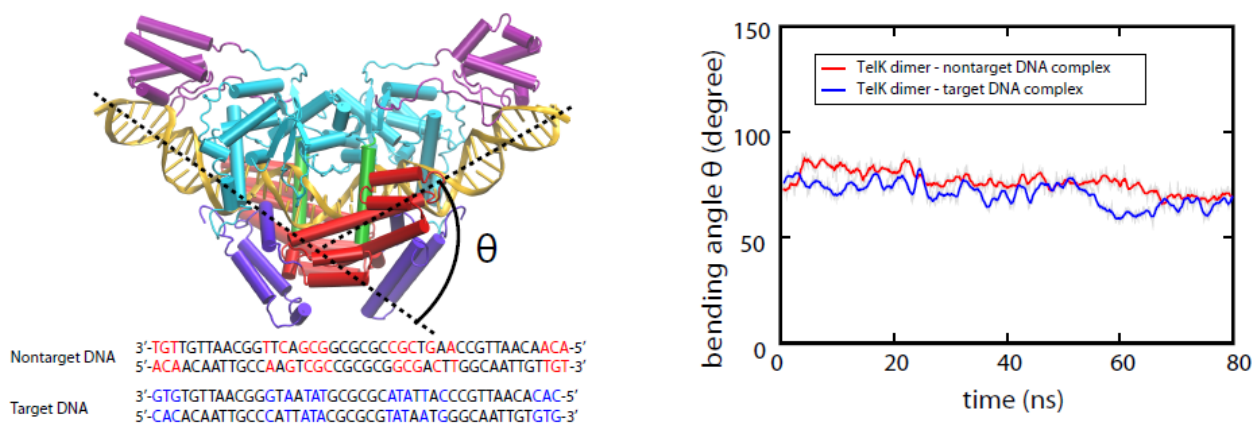 θ
Nontarget DNA
3'-TGTTGTTAACGGTTCAGCGGCGCGCCGCTGAACCGTTAACAACA-5'
5'-ACAACAATTGCCAAGTCGCCGCGCGGCGACTTGGCAATTGTTGT-3'
Target DNA
3'-GTGTGTTAACGGGTAATATGCGCGCATATTACCCGTTAACACAC-5'
5'-CACACAATTGCCCATTATACGCGCGTATAATGGGCAATTGTGTG-3'
150
100
50
0
bending angle θ (degree)
TelK dimer - nontarget DNA complex
TelK dimer - target DNA complex
0 20 40 60 80
time (ns)